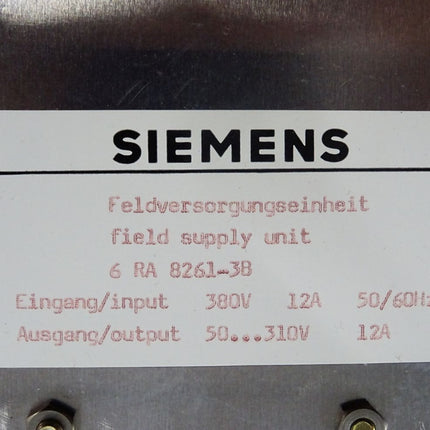 SIEMENS
Feldversorgungseinheit
field supply unit
6 RA 8261-3B
Eingang/input 380V 12A 50/60Hz
Ausgang/output 50...310V 12A